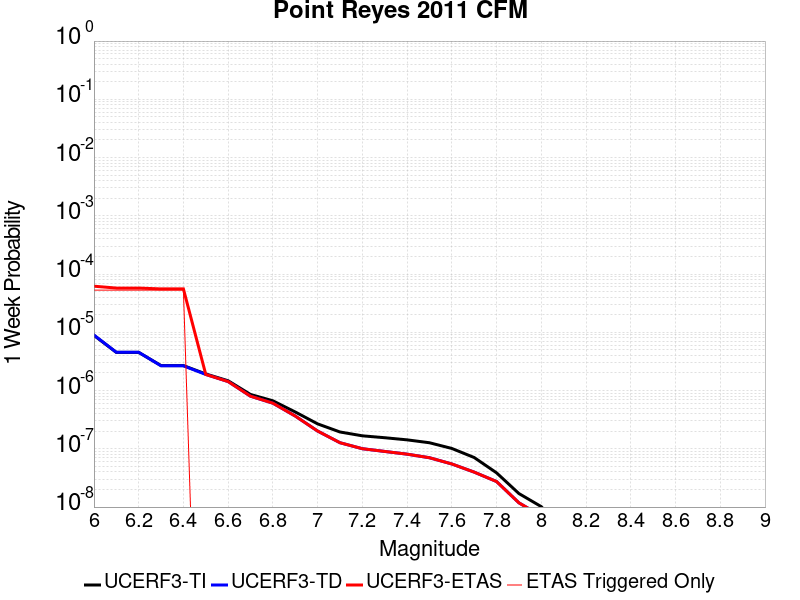 Point Reyes 2011 CFM
10^0
10^-1
10^-2
10^-3
10^-4
10^-5
10^-6
10^-7
10^-8
1 Week Probability
6 6.2 6.4 6.6 6.8 7 7.2 7.4 7.6 7.8 8 8.2 8.4 8.6 8.8 9
Magnitude
UCERF3-TI UCERF3-TD UCERF3-ETAS ETAS Triggered Only